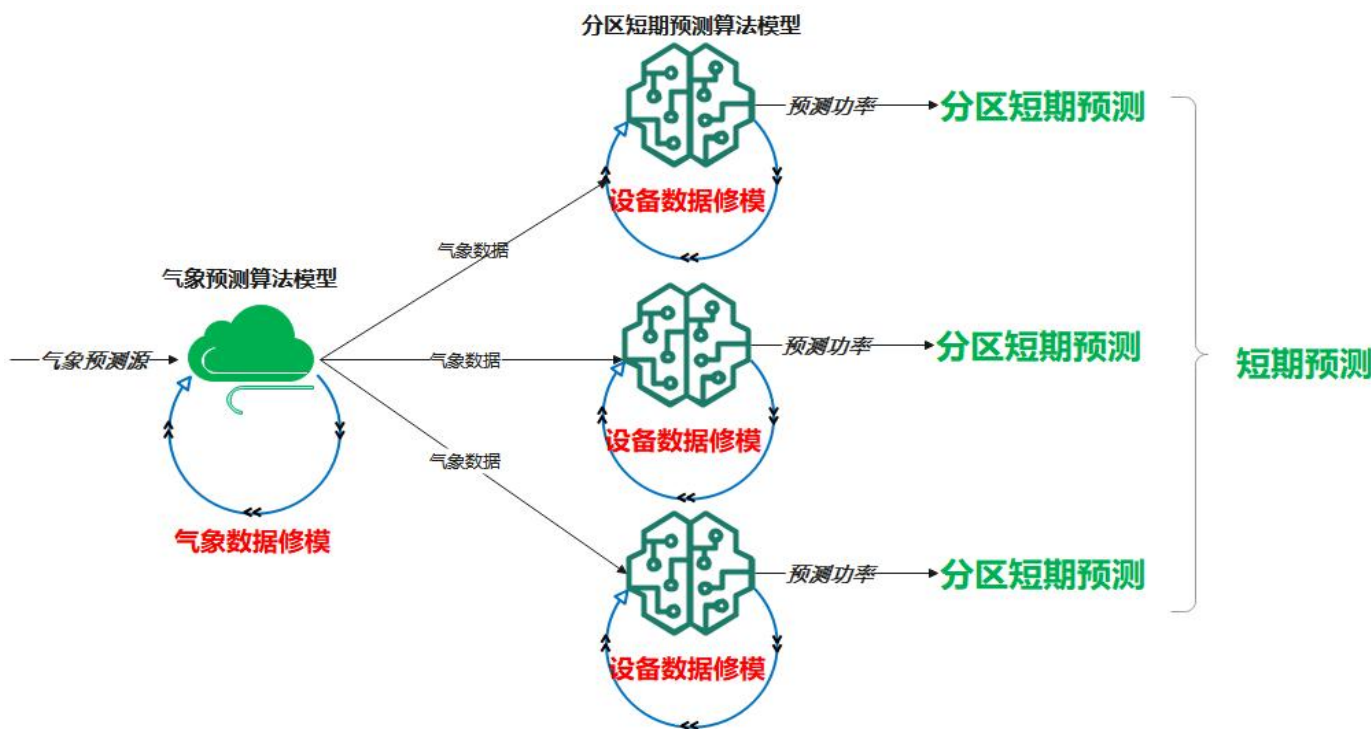 分区短期预测算法模型
预测功率
分区短期预测
设备数据修模
气象数据
气象预测算法模型
气象预测源
气象数据
预测功率
分区短期预测
短期预测
设备数据修模
气象数据
气象数据修模
预测功率
分区短期预测
设备数据修模